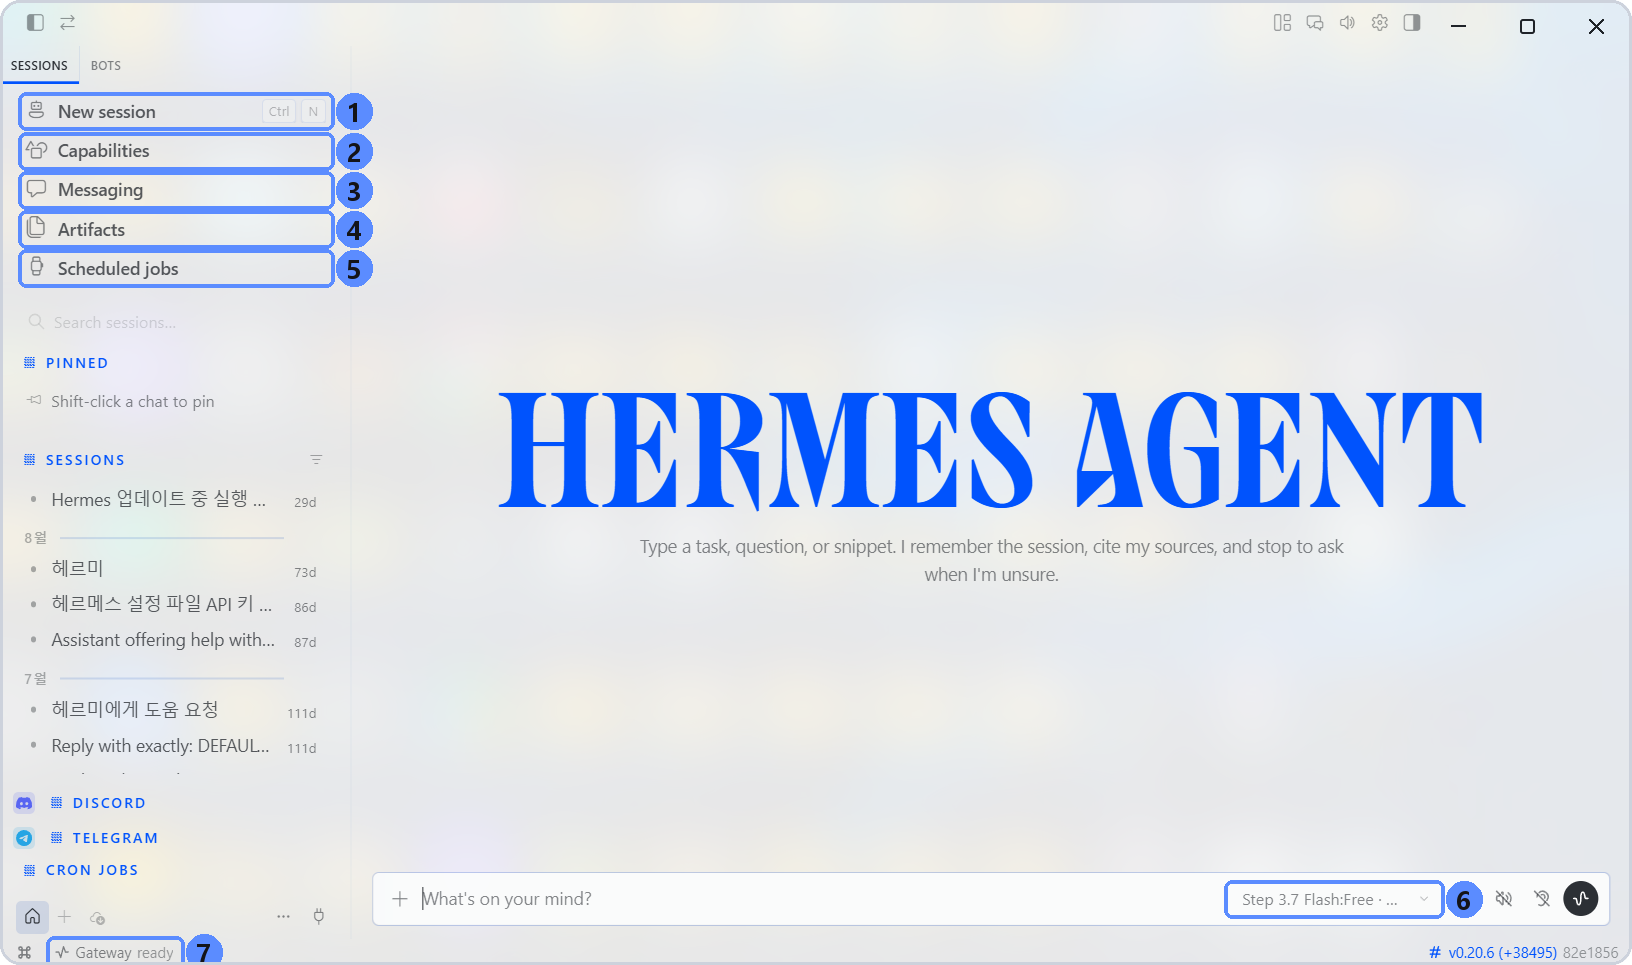 SESSIONS BOTS
New session Ctrl N 1
Capabilities 2
Messaging 3
Artifacts 4
Scheduled jobs 5
Search sessions...
PINNED
Shift-click a chat to pin
SESSIONS
Hermes 업데이트 중 실행 ... 29d
8월
헤르미 73d
헤르메스 설정 파일 API 키 ... 86d
Assistant offering help with... 87d
7월
헤르미에게 도움 요청 111d
Reply with exactly: DEFAUL... 111d
DISCORD
TELEGRAM
CRON JOBS
Gateway ready 7
HERMES AGENT
Type a task, question, or snippet. I remember the session, cite my sources, and stop to ask
when I'm unsure.
What's on your mind? Step 3.7 Flash:Free · ... 6
# v0.20.6 (+38495) 82e1856